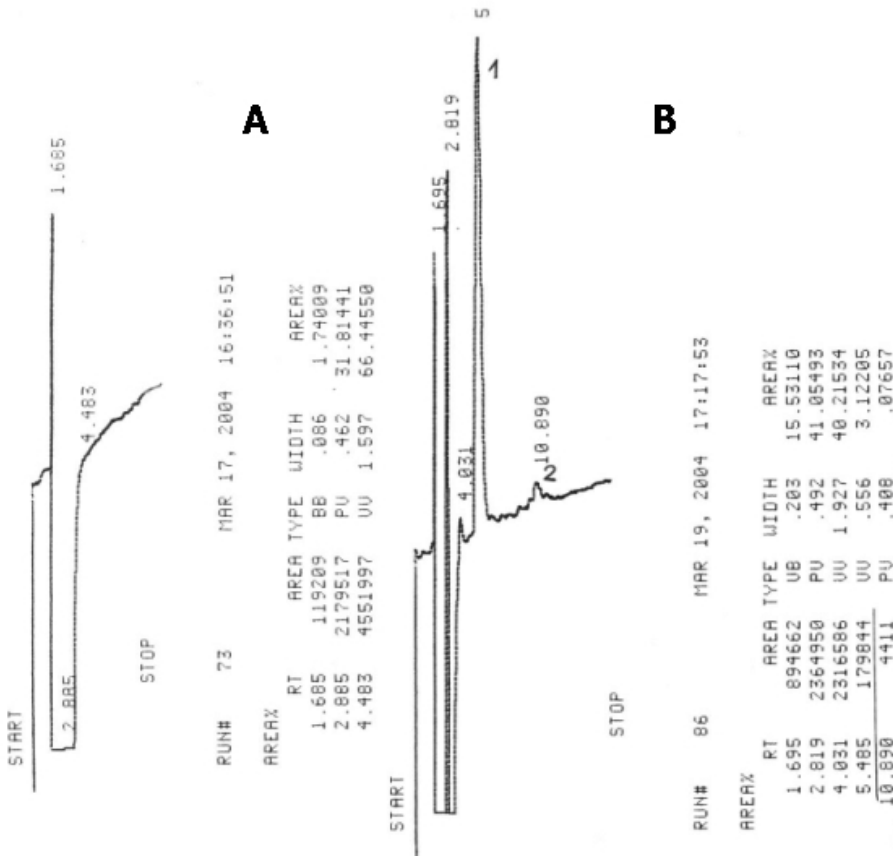 A
START
1.685
2.885
4.483
STOP
RUN# 73 MAR 17, 2004 16:36:51
AREA%
RT AREA TYPE WIDTH AREA%
1.685 119209 BB .086 1.74009
2.885 2179517 PV .462 31.81441
4.483 4551997 VV 1.597 66.44550
B
START
1.695
2.819
4.031
5
1
10.890
2
STOP
RUN# 86 MAR 19, 2004 17:17:53
AREA%
RT AREA TYPE WIDTH AREA%
1.695 894662 VB .203 15.53110
2.819 2364950 PV .492 41.05493
4.031 2316586 VV 1.927 40.21534
5.485 179844 VV .556 3.12205
10.890 4411 PV .408 .07657